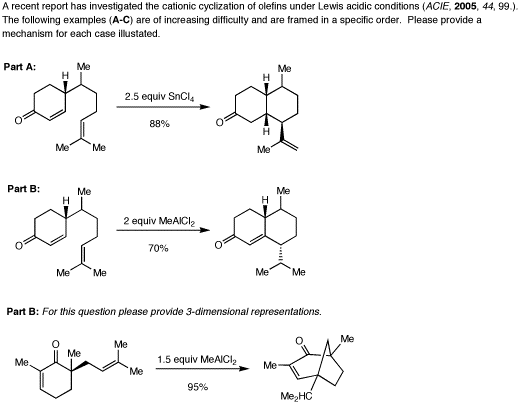 A recent report has investigated the cationic cyclization of olefins under Lewis acidic conditions (ACIE, 2005, 44, 99.).
The following examples (A-C) are of increasing difficulty and are framed in a specific order. Please provide a
mechanism for each case illustated.
Part A:
H Me
O
Me Me
2.5 equiv SnCl4
88%
Me
H
O
H
Me
Part B:
H Me
O
Me Me
2 equiv MeAlCl2
70%
Me
H
O
Me Me
Part B: For this question please provide 3-dimensional representations.
O
Me Me Me
Me
1.5 equiv MeAlCl2
95%
O Me
Me
Me2HC